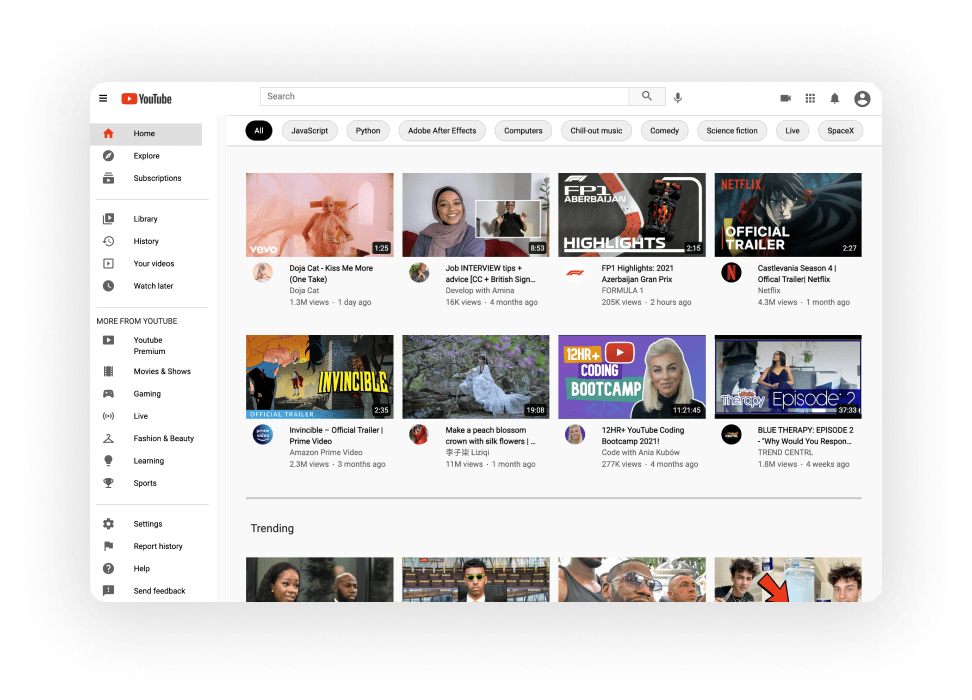 YouTube
Search
Home
Explore
Subscriptions
Library
History
Your videos
Watch later
MORE FROM YOUTUBE
Youtube
Premium
Movies & Shows
Gaming
Live
Fashion & Beauty
Learning
Sports
Settings
Report history
Help
Send feedback
All JavaScript Python Adobe After Effects Computers Chill-out music Comedy Science fiction Live SpaceX
vevo
1:25
Doja Cat - Kiss Me More
(One Take)
Doja Cat
1.3M views · 1 day ago
8:53
Job INTERVIEW tips +
advice [CC + British Sign...
Develop with Amina
16K views · 4 months ago
FP1
AZERBAIJAN
HIGHLIGHTS
2:15
FP1 Highlights: 2021
Azerbaijan Gran Prix
FORMULA 1
205K views · 2 hours ago
NETFLIX
OFFICIAL
TRAILER
2:27
N
Castlevania Season 4 |
Offical Trailer| Netflix
Netflix
4.3M views · 1 month ago
INVINCIBLE
OFFICIAL TRAILER
2:35
prime
video
Invincible – Official Trailer |
Prime Video
Amazon Prime Video
2.3M views · 3 months ago
19:08
Make a peach blossom
crown with silk flowers | ...
李子柒 Liziqi
11M views · 1 month ago
12HR+
CODING
BOOTCAMP
11:21:45
12HR+ YouTube Coding
Bootcamp 2021!
Code with Ania Kubów
277K views · 4 months ago
Therapy Episode 2
37:33
BLUE THERAPY: EPISODE 2
- "Why Would You Respon...
TREND CENTRL
1.8M views · 4 weeks ago
Trending